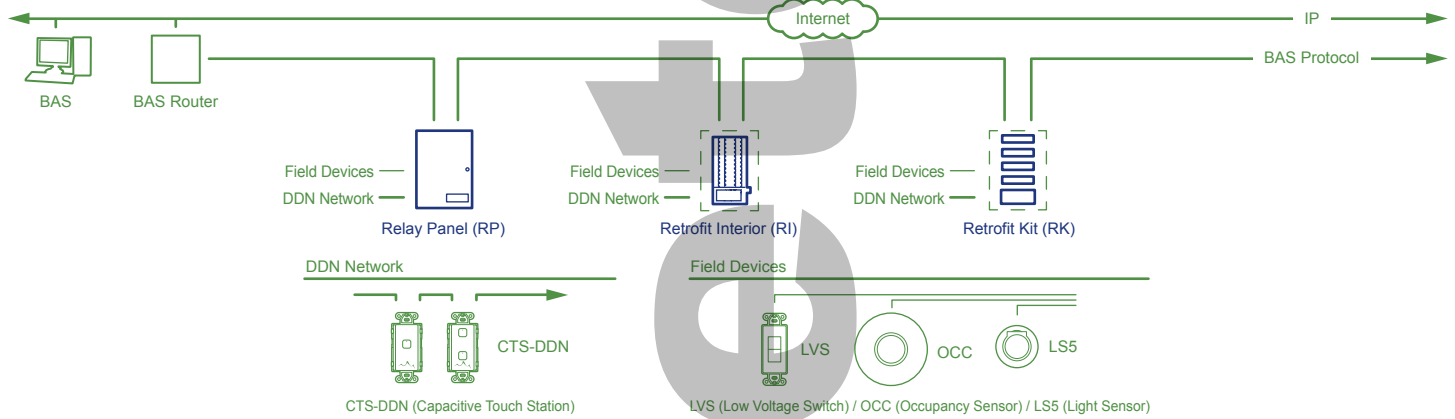 Internet
IP
BAS
BAS Router
BAS Protocol
Field Devices
DDN Network
Relay Panel (RP)
Field Devices
DDN Network
Retrofit Interior (RI)
Field Devices
DDN Network
Retrofit Kit (RK)
DDN Network
CTS-DDN
CTS-DDN (Capacitive Touch Station)
Field Devices
LVS
OCC
LS5
LVS (Low Voltage Switch) / OCC (Occupancy Sensor) / LS5 (Light Sensor)